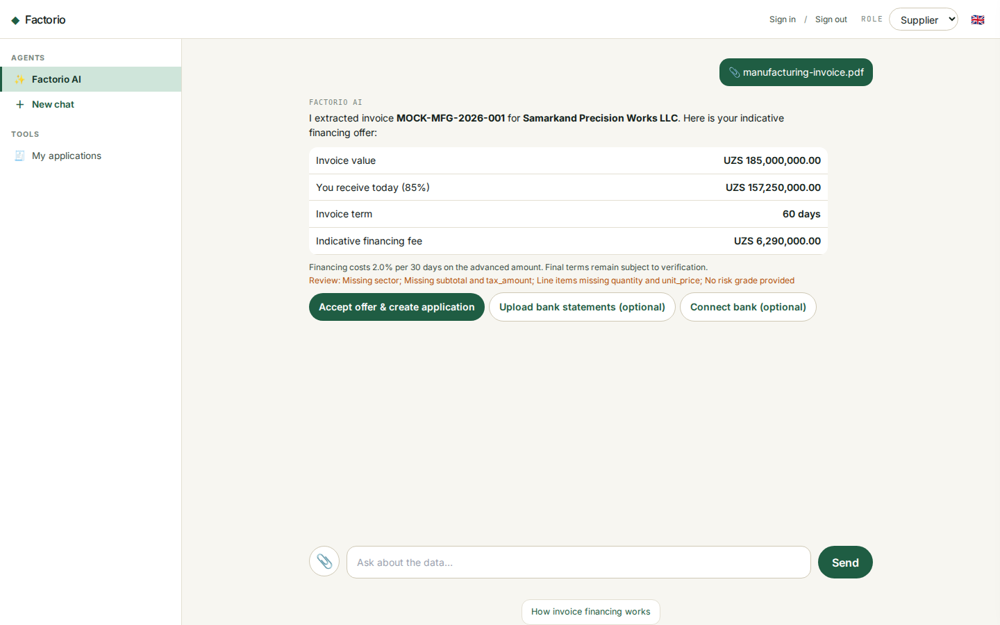 Factorio
Sign in / Sign out ROLE Supplier
AGENTS
Factorio AI
New chat
TOOLS
My applications
manufacturing-invoice.pdf
FACTORIO AI
I extracted invoice MOCK-MFG-2026-001 for Samarkand Precision Works LLC. Here is your indicative
financing offer:
Invoice value UZS 185,000,000.00
You receive today (85%) UZS 157,250,000.00
Invoice term 60 days
Indicative financing fee UZS 6,290,000.00
Financing costs 2.0% per 30 days on the advanced amount. Final terms remain subject to verification.
Review: Missing sector; Missing subtotal and tax_amount; Line items missing quantity and unit_price; No risk grade provided
Accept offer & create application Upload bank statements (optional) Connect bank (optional)
Ask about the data... Send
How invoice financing works